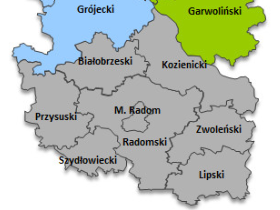 Grójecki
Garwoliński
Białobrzeski
Kozienicki
Przysuski
M. Radom
Zwoleński
Radomski
Szydłowiecki
Lipski